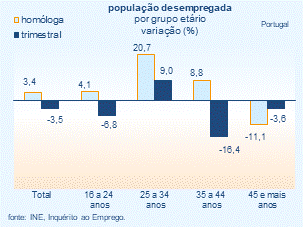 população desempregada
por grupo etário
variação (%)
Portugal
homóloga
trimestral
3,4
-3,5
4,1
-6,8
20,7
9,0
8,8
-16,4
-11,1
-3,6
Total
16 a 24
anos
25 a 34
anos
35 a 44
anos
45 e mais
anos
fonte: INE, Inquérito ao Emprego.